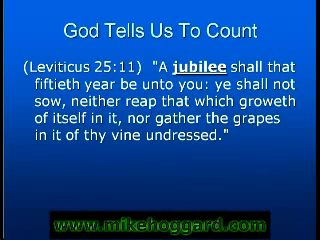 God Tells Us To Count
(Leviticus 25:11)  "A jubilee shall that
fiftieth year be unto you: ye shall not
sow, neither reap that which groweth
of itself in it, nor gather the grapes
in it of thy vine undressed."
www.mikehoggard.com